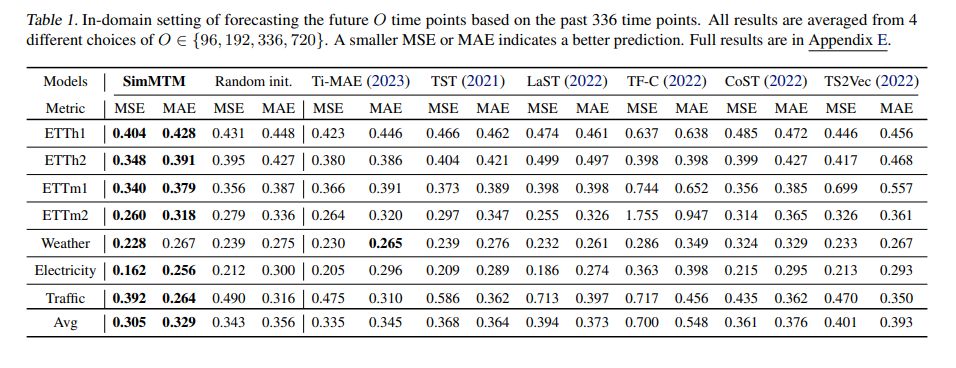 Table 1. In-domain setting of forecasting the future O time points based on the past 336 time points. All results are averaged from 4
different choices of O ∈ {96, 192, 336, 720}. A smaller MSE or MAE indicates a better prediction. Full results are in Appendix E.
Models SimMTM Random init. Ti-MAE (2023) TST (2021) LaST (2022) TF-C (2022) CoST (2022) TS2Vec (2022)
Metric MSE MAE MSE MAE MSE MAE MSE MAE MSE MAE MSE MAE MSE MAE MSE MAE
ETTh1 0.404 0.428 0.431 0.448 0.423 0.446 0.466 0.462 0.474 0.461 0.637 0.638 0.485 0.472 0.446 0.456
ETTh2 0.348 0.391 0.395 0.427 0.380 0.386 0.404 0.421 0.499 0.497 0.398 0.398 0.399 0.427 0.417 0.468
ETTm1 0.340 0.379 0.356 0.387 0.366 0.391 0.373 0.389 0.398 0.398 0.744 0.652 0.356 0.385 0.699 0.557
ETTm2 0.260 0.318 0.279 0.336 0.264 0.320 0.297 0.347 0.255 0.326 1.755 0.947 0.314 0.365 0.326 0.361
Weather 0.228 0.267 0.239 0.275 0.230 0.265 0.239 0.276 0.232 0.261 0.286 0.349 0.324 0.329 0.233 0.267
Electricity 0.162 0.256 0.212 0.300 0.205 0.296 0.209 0.289 0.186 0.274 0.363 0.398 0.215 0.295 0.213 0.293
Traffic 0.392 0.264 0.490 0.316 0.475 0.310 0.586 0.362 0.713 0.397 0.717 0.456 0.435 0.362 0.470 0.350
Avg 0.305 0.329 0.343 0.356 0.335 0.345 0.368 0.364 0.394 0.373 0.700 0.548 0.361 0.376 0.401 0.393